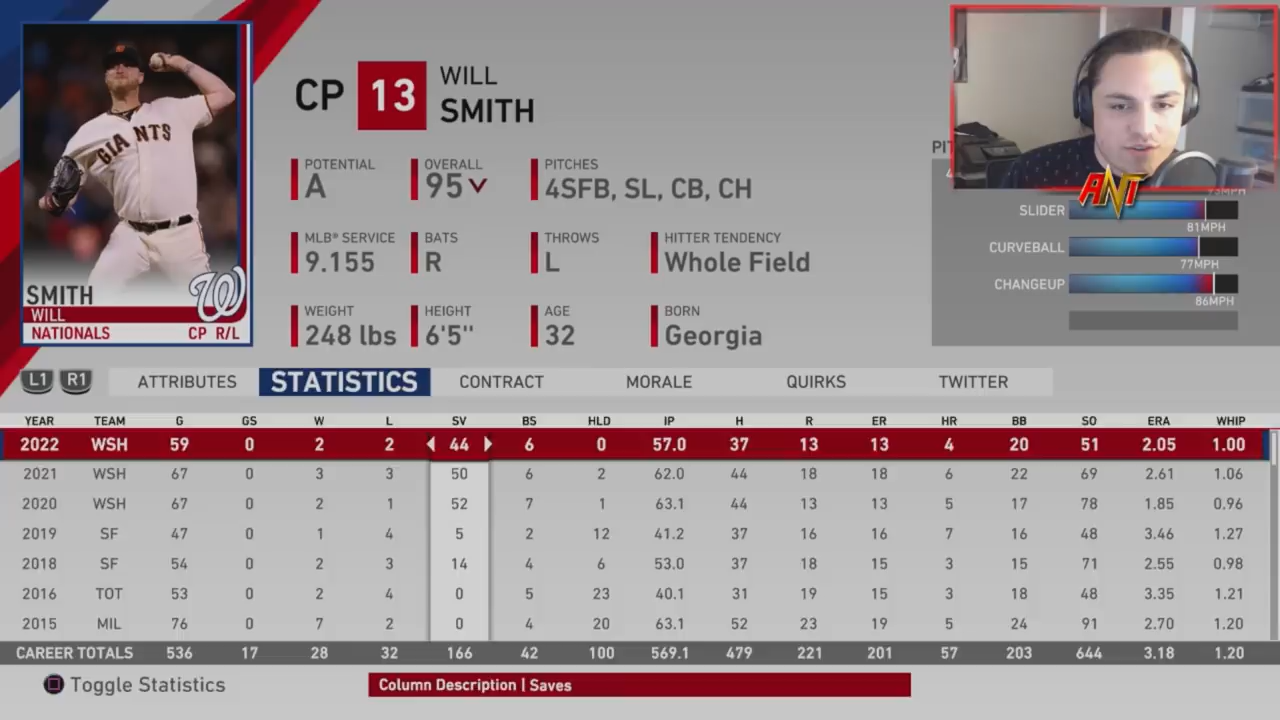 GIANTS
SMITH
WILL
NATIONALS CP R/L
W
CP 13 WILL SMITH
POTENTIAL
A
OVERALL
95
PITCHES
4SFB, SL, CB, CH
MLB® SERVICE
9.155
BATS
R
THROWS
L
HITTER TENDENCY
Whole Field
WEIGHT
248 lbs
HEIGHT
6'5"
AGE
32
BORN
Georgia
ANT
SLIDER
81MPH
CURVEBALL
77MPH
CHANGEUP
86MPH
L1 R1 ATTRIBUTES STATISTICS CONTRACT MORALE QUIRKS TWITTER
YEAR TEAM G GS W L SV BS HLD IP H R ER HR BB SO ERA WHIP
2022 WSH 59 0 2 2 44 6 0 57.0 37 13 13 4 20 51 2.05 1.00
2021 WSH 67 0 3 3 50 6 2 62.0 44 18 18 6 22 69 2.61 1.06
2020 WSH 67 0 2 1 52 7 1 63.1 44 13 13 5 17 78 1.85 0.96
2019 SF 47 0 1 4 5 2 12 41.2 37 16 16 7 16 48 3.46 1.27
2018 SF 54 0 2 3 14 4 6 53.0 37 18 15 3 15 71 2.55 0.98
2016 TOT 53 0 2 4 0 5 23 40.1 31 19 15 3 18 48 3.35 1.21
2015 MIL 76 0 7 2 0 4 20 63.1 52 23 19 5 24 91 2.70 1.20
CAREER TOTALS 536 17 28 32 166 42 100 569.1 479 221 201 57 203 644 3.18 1.20
Toggle Statistics
Column Description | Saves